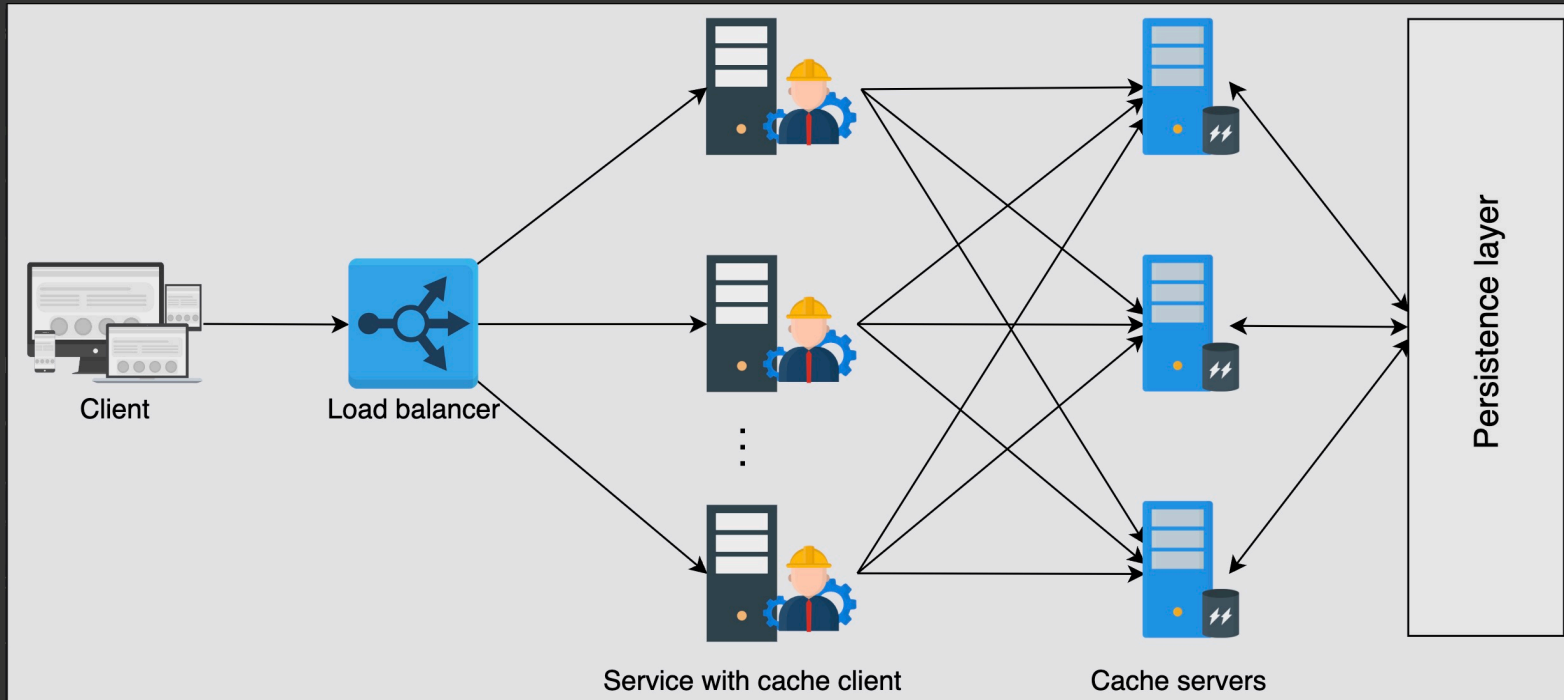 Client
Load balancer
Service with cache client
Cache servers
Persistence layer